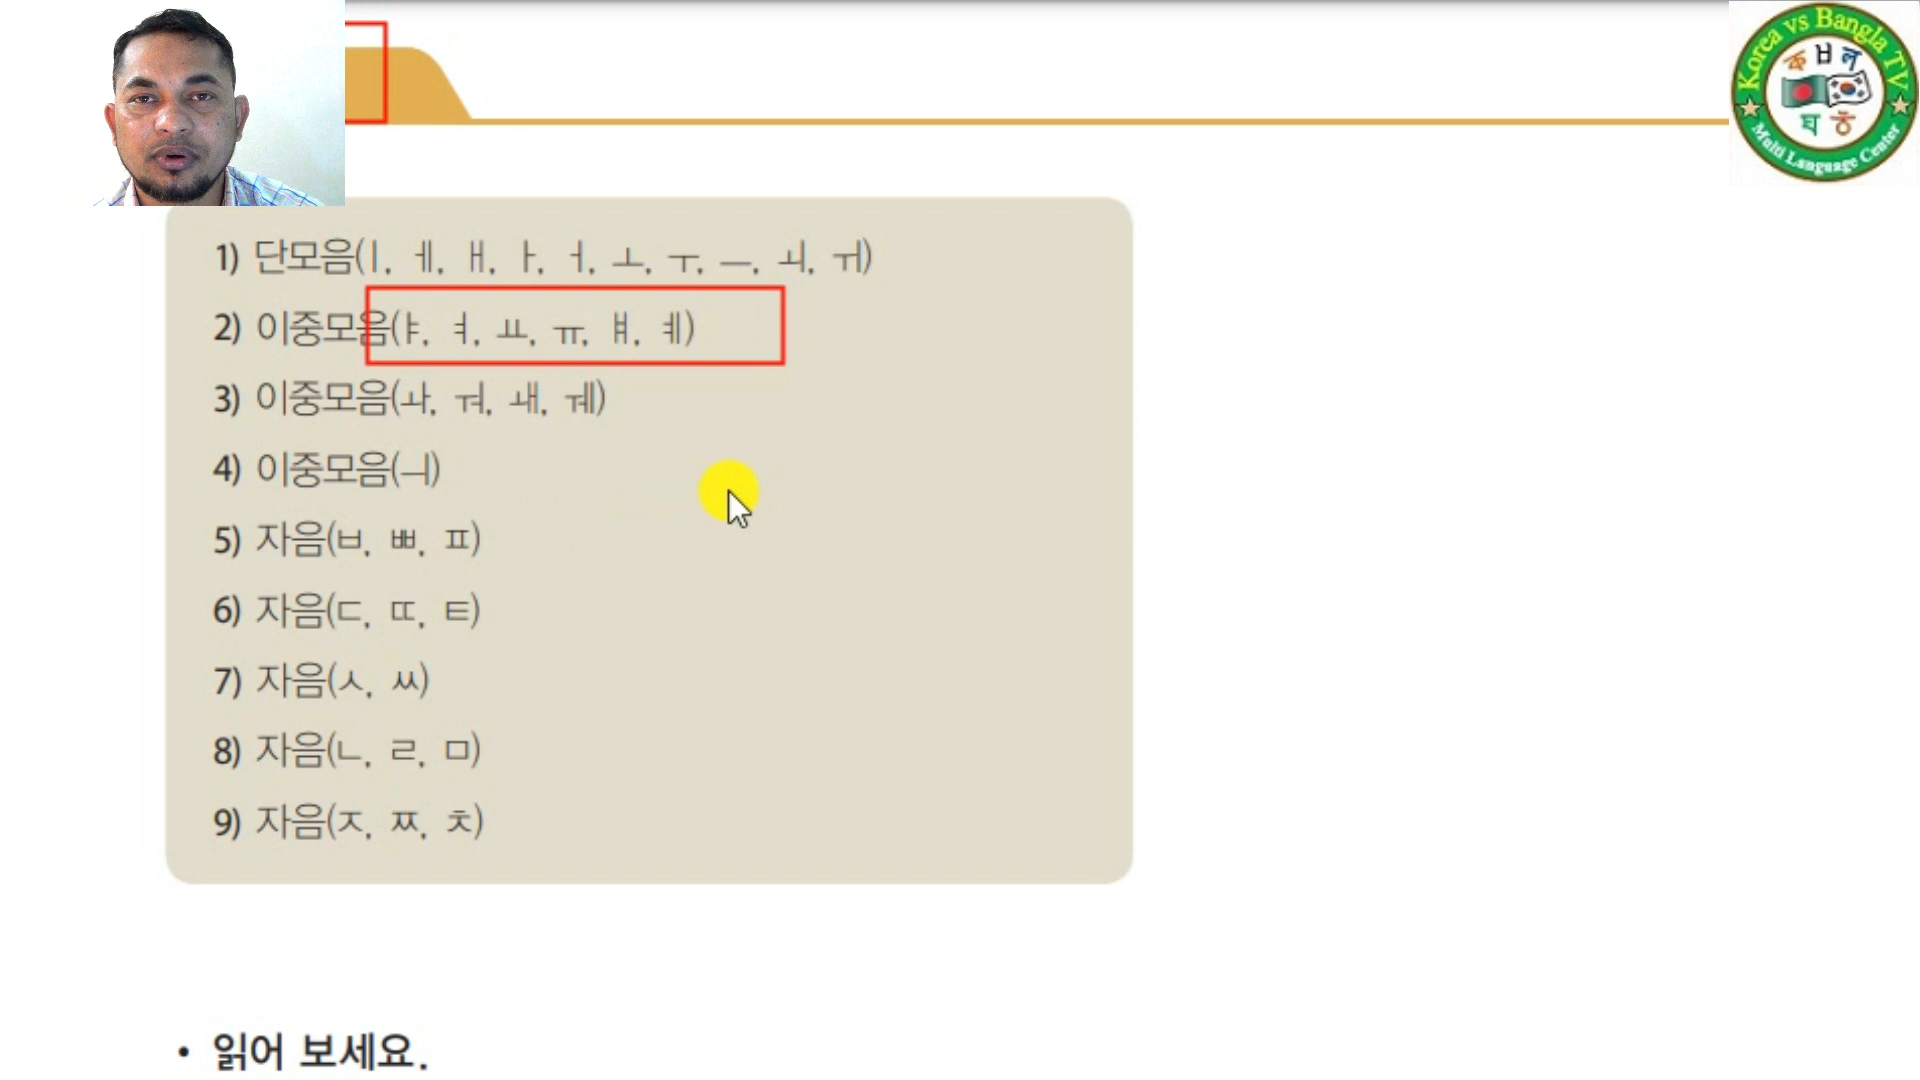 Korea vs Bangla TV
ক ㅂ ল
ঘ ㅎ
Multi Language Center
1) 단모음(ㅣ, ㅔ, ㅐ, ㅏ, ㅓ, ㅗ, ㅜ, ㅡ, ㅚ, ㅟ)
2) 이중모음(ㅑ, ㅕ, ㅛ, ㅠ, ㅒ, ㅖ)
3) 이중모음(ㅘ, ㅝ, ㅙ, ㅞ)
4) 이중모음(ㅢ)
5) 자음(ㅂ, ㅃ, ㅍ)
6) 자음(ㄷ, ㄸ, ㅌ)
7) 자음(ㅅ, ㅆ)
8) 자음(ㄴ, ㄹ, ㅁ)
9) 자음(ㅈ, ㅉ, ㅊ)
• 읽어 보세요.